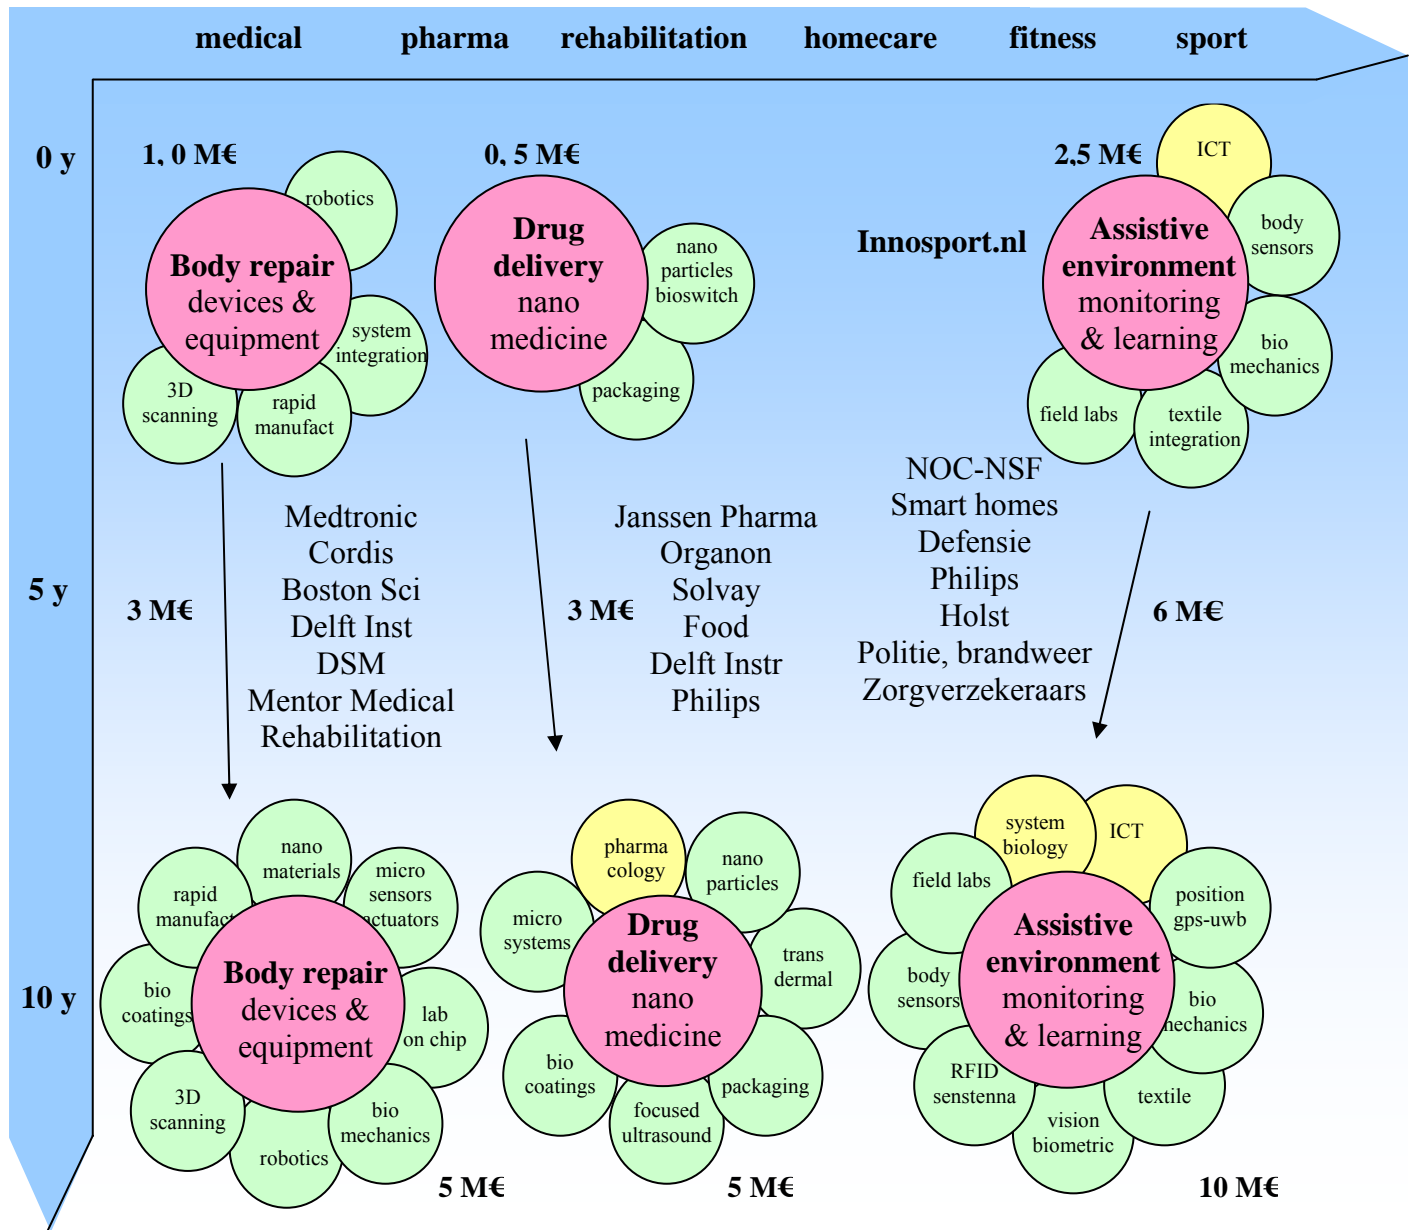 medical pharma rehabilitation homecare fitness sport
0 y
1, 0 M€
0, 5 M€
2,5 M€
ICT
robotics
Body repair
devices &
equipment
system
integration
3D
scanning
rapid
manufact
Drug
delivery
nano
medicine
nano
particles
bioswitch
packaging
Innosport.nl
Assistive
environment
monitoring
& learning
body
sensors
bio
mechanics
field labs
textile
integration
5 y
3 M€
Medtronic
Cordis
Boston Sci
Delft Inst
DSM
Mentor Medical
Rehabilitation
3 M€
Janssen Pharma
Organon
Solvay
Food
Delft Instr
Philips
NOC-NSF
Smart homes
Defensie
Philips
Holst
Politie, brandweer
Zorgverzekeraars
6 M€
10 y
nano
materials
rapid
manufact
micro
sensors
actuators
bio
coatings
Body repair
devices &
equipment
lab
on chip
3D
scanning
bio
mechanics
robotics
5 M€
pharma
cology
nano
particles
micro
systems
Drug
delivery
nano
medicine
trans
dermal
bio
coatings
packaging
focused
ultrasound
5 M€
system
biology
ICT
field labs
position
gps-uwb
Assistive
environment
monitoring
& learning
body
sensors
bio
mechanics
RFID
senstenna
textile
vision
biometric
10 M€